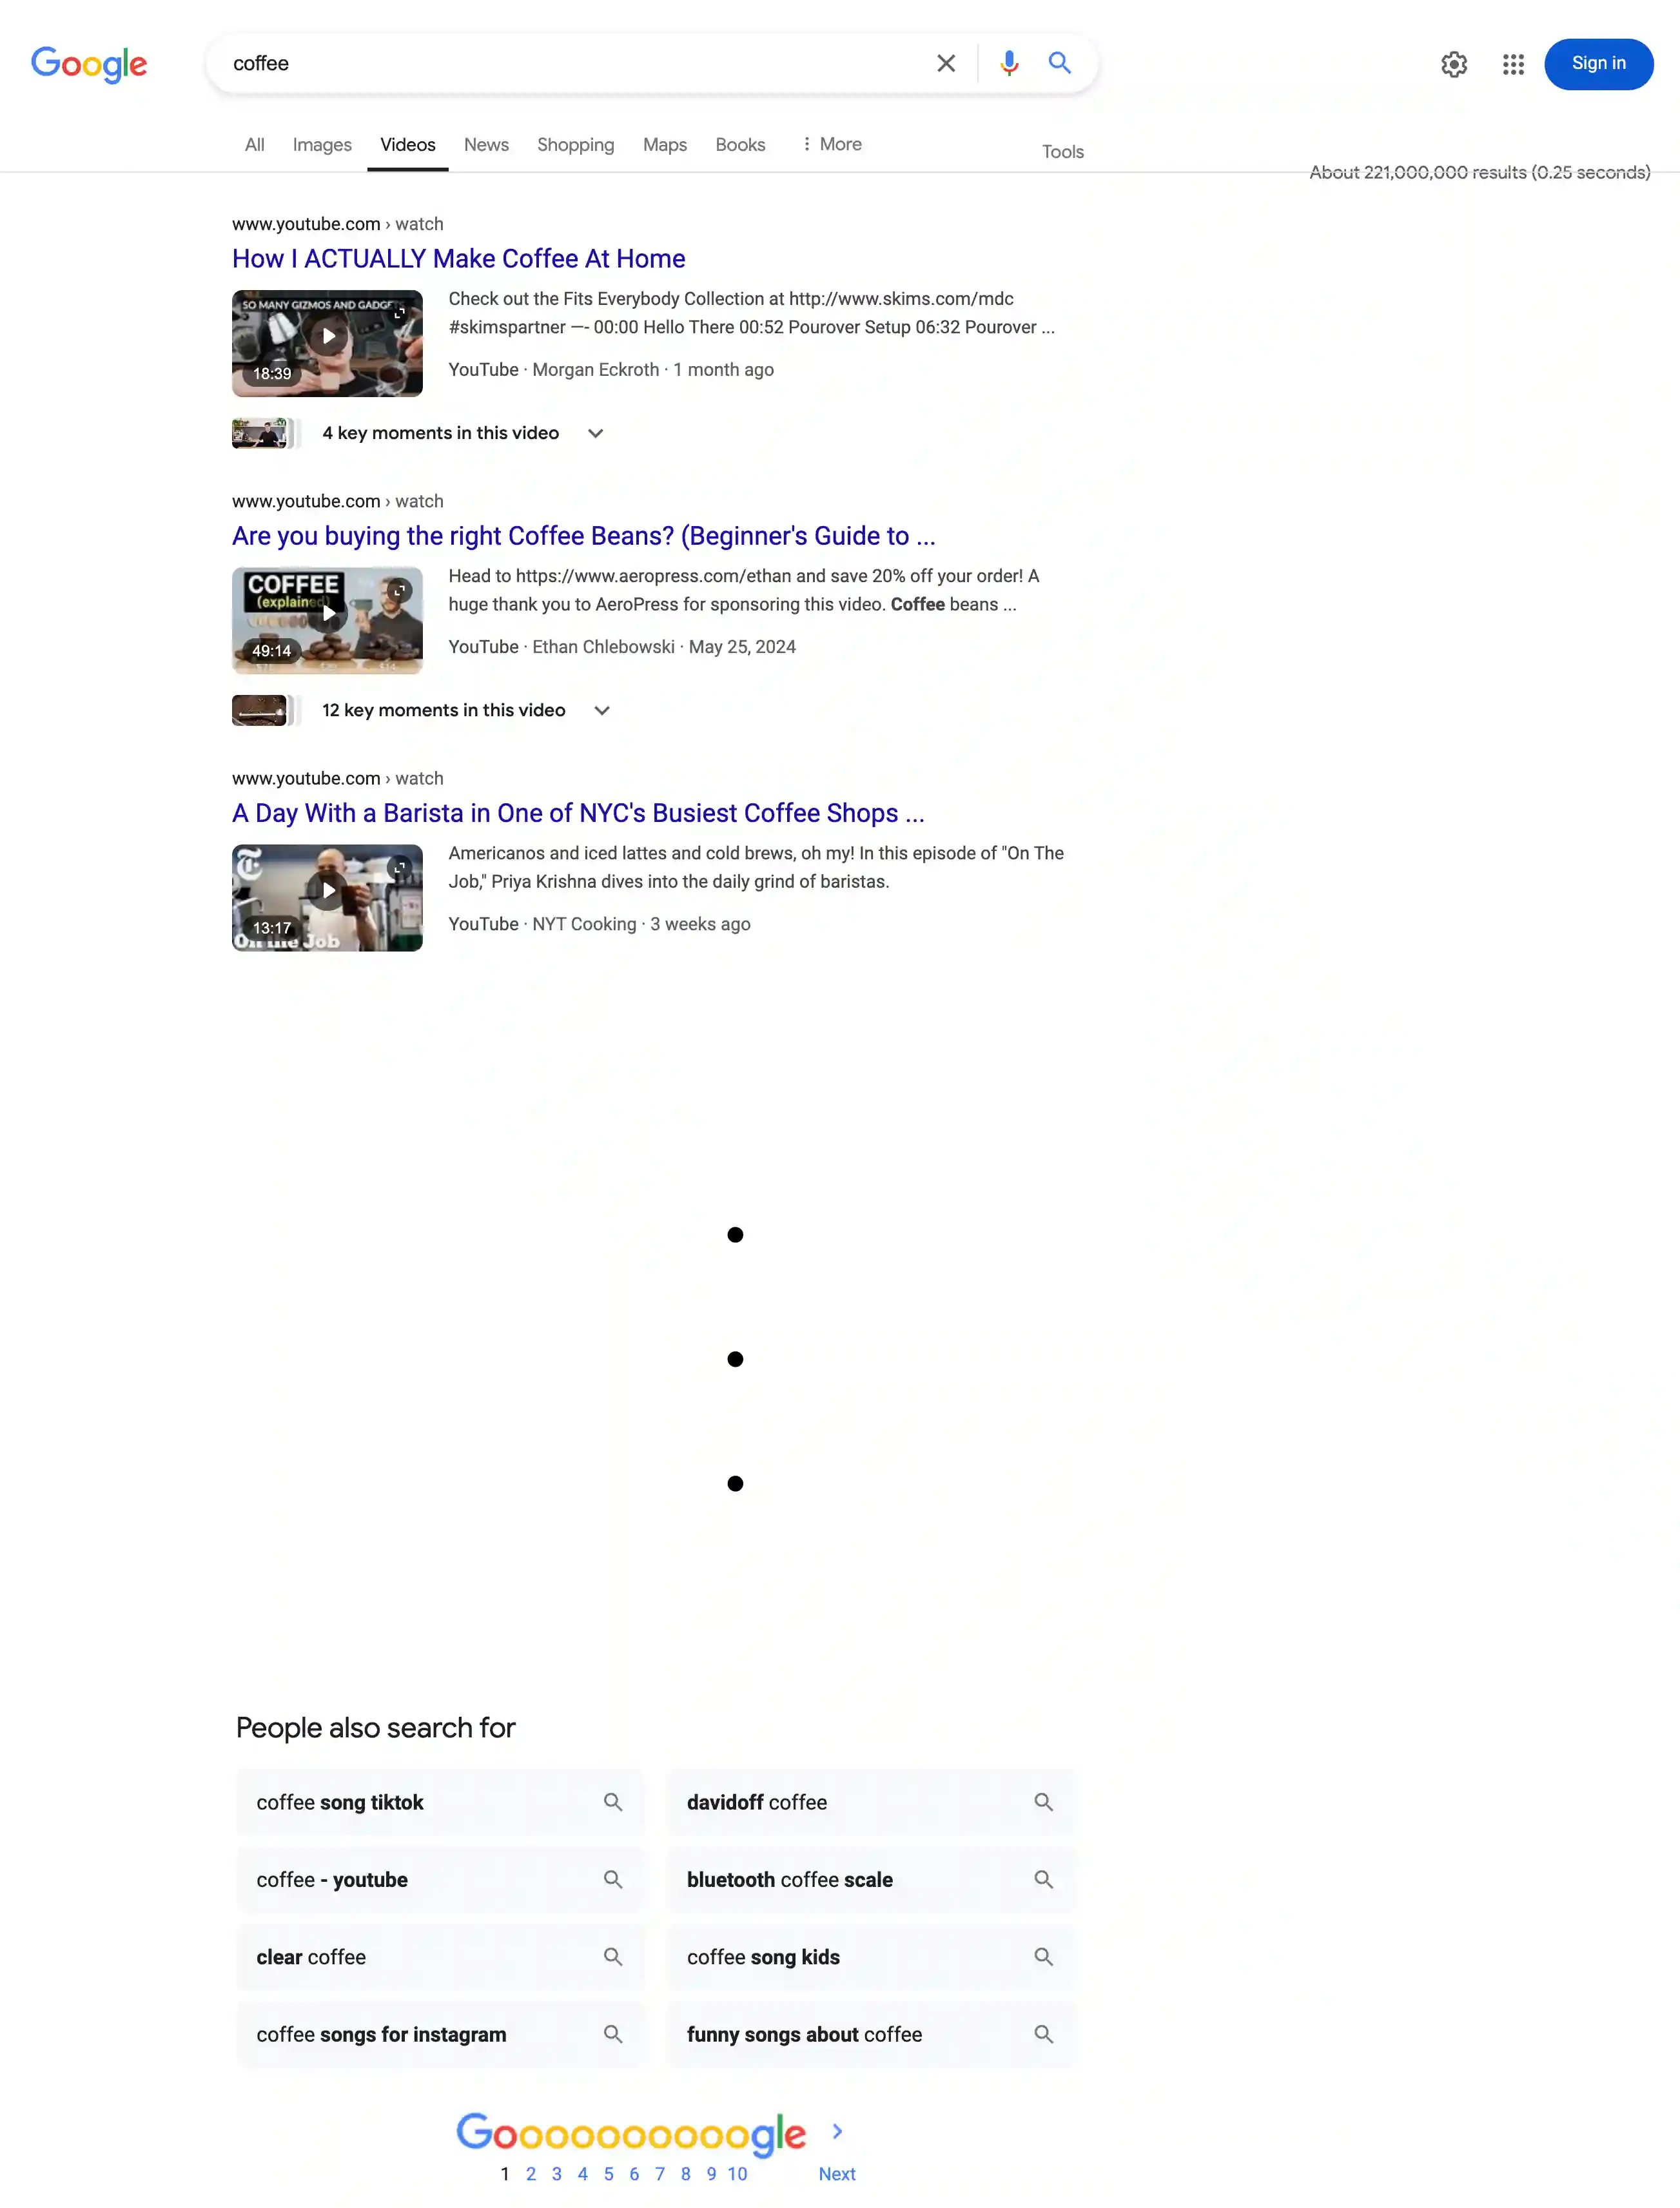 Google
coffee
Sign in
All Images Videos News Shopping Maps Books More
Tools
About 221,000,000 results (0.25 seconds)
www.youtube.com › watch
How I ACTUALLY Make Coffee At Home
SO MANY GIZMOS AND GADGETS
18:39
Check out the Fits Everybody Collection at http://www.skims.com/mdc
#skimspartner —- 00:00 Hello There 00:52 Pourover Setup 06:32 Pourover ...
YouTube · Morgan Eckroth · 1 month ago
4 key moments in this video
www.youtube.com › watch
Are you buying the right Coffee Beans? (Beginner's Guide to ...
COFFEE
(explained)
49:14
Head to https://www.aeropress.com/ethan and save 20% off your order! A
huge thank you to AeroPress for sponsoring this video. Coffee beans ...
YouTube · Ethan Chlebowski · May 25, 2024
12 key moments in this video
www.youtube.com › watch
A Day With a Barista in One of NYC's Busiest Coffee Shops ...
T
13:17
On the Job
Americanos and iced lattes and cold brews, oh my! In this episode of "On The
Job," Priya Krishna dives into the daily grind of baristas.
YouTube · NYT Cooking · 3 weeks ago
People also search for
coffee song tiktok
davidoff coffee
coffee - youtube
bluetooth coffee scale
clear coffee
coffee song kids
coffee songs for instagram
funny songs about coffee
Goooooooooogle
1 2 3 4 5 6 7 8 9 10 Next